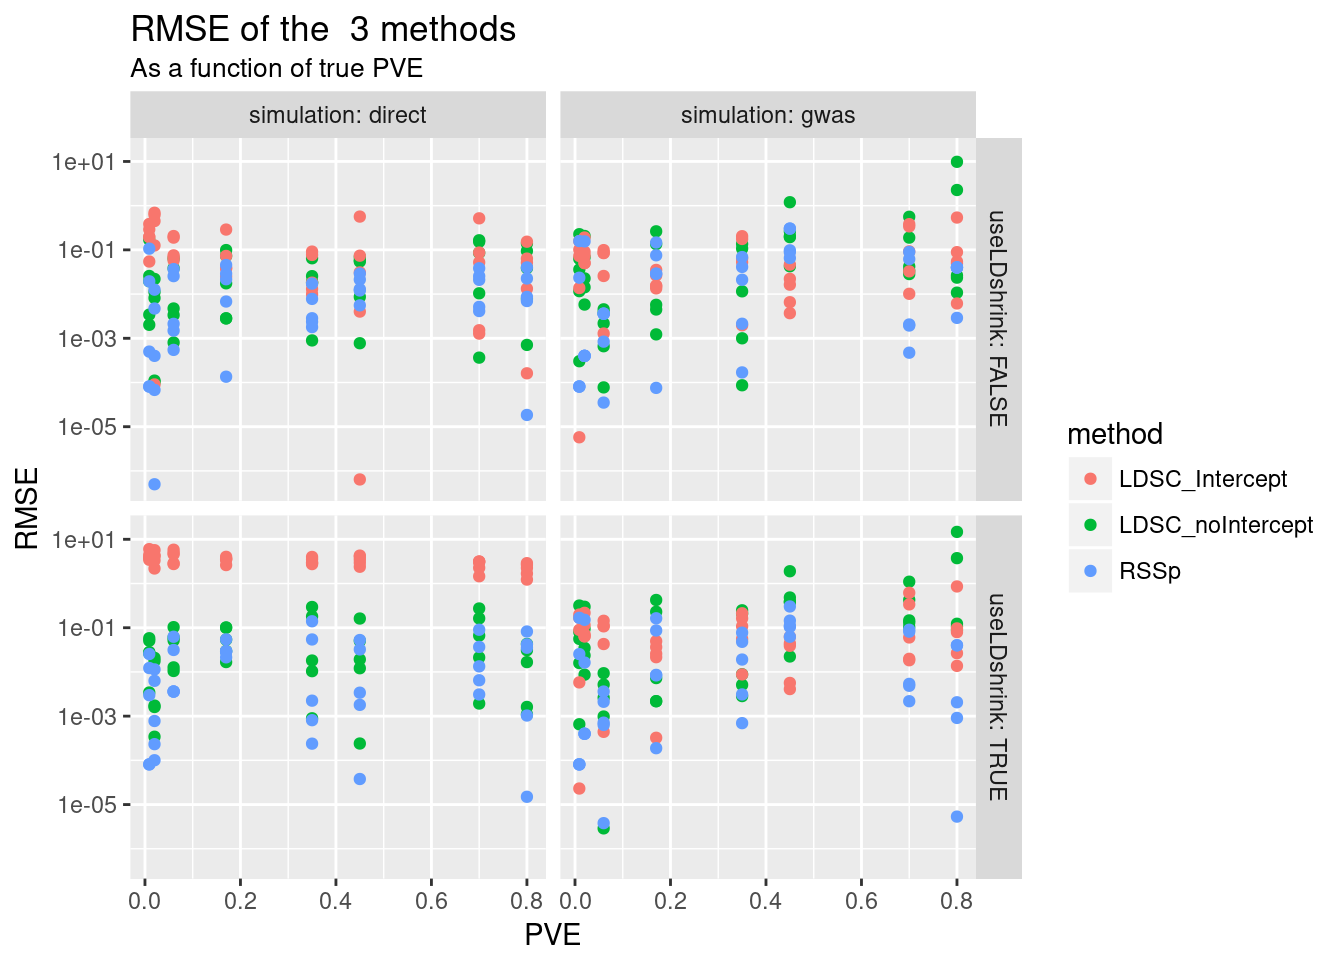 RMSE of the  3 methods
As a function of true PVE
simulation: direct
simulation: gwas
1e+01
1e-01
1e-03
1e-05
useLDshrink: FALSE
1e+01
1e-01
1e-03
1e-05
useLDshrink: TRUE
RMSE
0.0 0.2 0.4 0.6 0.8
0.0 0.2 0.4 0.6 0.8
PVE
method
LDSC_Intercept
LDSC_noIntercept
RSSp